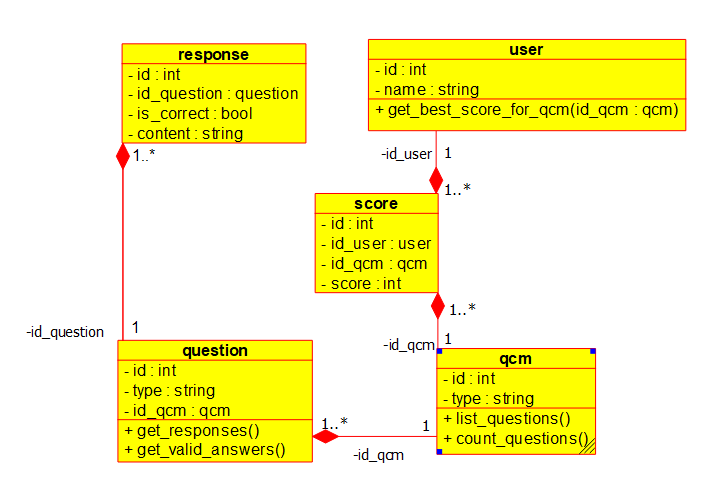 response
- id : int
- id_question : question
- is_correct : bool
- content : string
1..*
user
- id : int
- name : string
+ get_best_score_for_qcm(id_qcm : qcm)
-id_user
1
1..*
score
- id : int
- id_user : user
- id_qcm : qcm
- score : int
1..*
-id_qcm
1
-id_question
1
question
- id : int
- type : string
- id_qcm : qcm
+ get_responses()
+ get_valid_answers()
1..*
1
-id_qcm
qcm
- id : int
- type : string
+ list_questions()
+ count_questions()